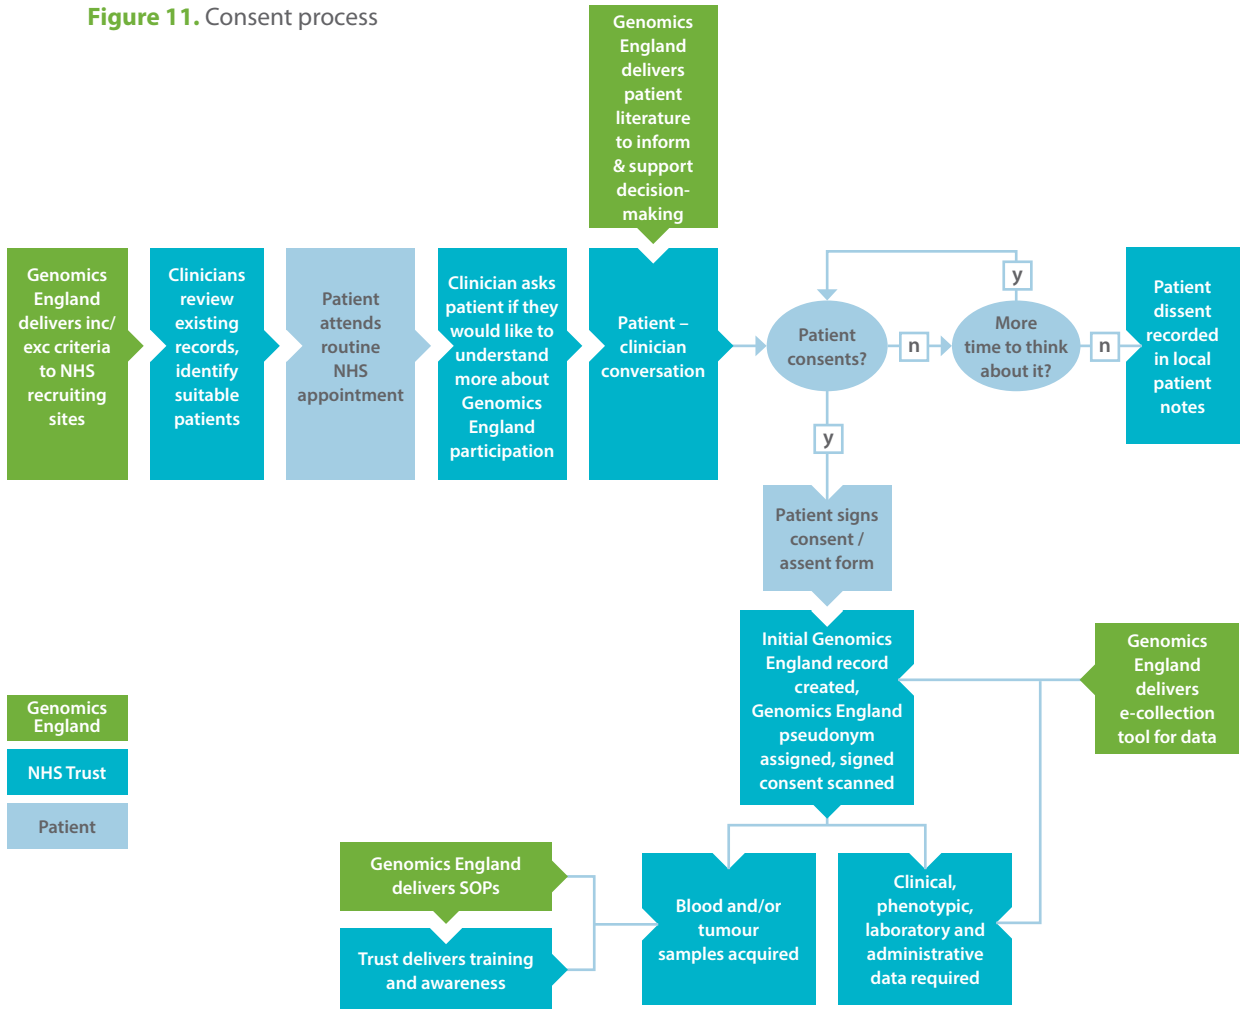 Figure 11. Consent process
Genomics
England
delivers
patient
literature
to inform
& support
decision-
making
Genomics
England
delivers inc/
exc criteria
to NHS
recruiting
sites
Clinicians
review
existing
records,
identify
suitable
patients
Patient
attends
routine
NHS
appointment
Clinician asks
patient if they
would like to
understand
more about
Genomics
England
participation
Patient –
clinician
conversation
Patient
consents?
n
More
time to think
about it?
y
n
Patient
dissent
recorded
in local
patient
notes
y
Patient signs
consent /
assent form
Initial Genomics
England record
created,
Genomics England
pseudonym
assigned, signed
consent scanned
Genomics
England
delivers
e-collection
tool for data
Genomics
England
NHS Trust
Patient
Genomics England
delivers SOPs
Trust delivers training
and awareness
Blood and/or
tumour
samples acquired
Clinical,
phenotypic,
laboratory and
administrative
data required